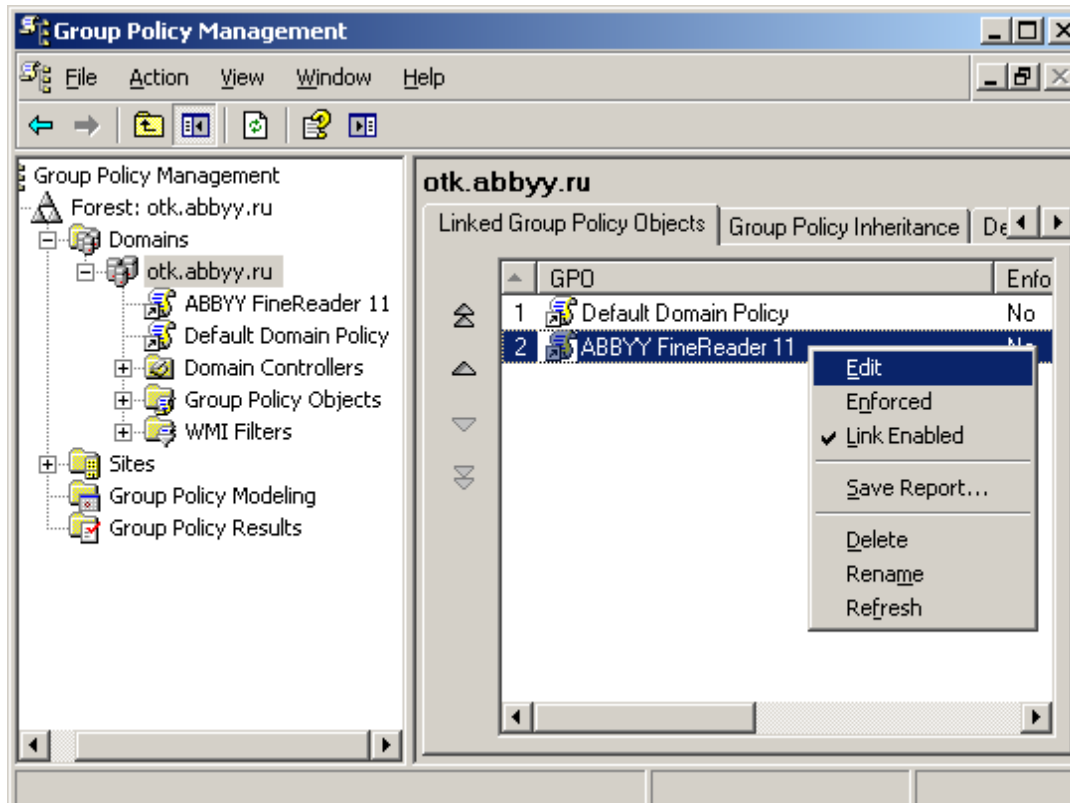 Group Policy Management
File Action View Window Help
Group Policy Management
Forest: otk.abbyy.ru
Domains
otk.abbyy.ru
ABBYY FineReader 11
Default Domain Policy
Domain Controllers
Group Policy Objects
WMI Filters
Sites
Group Policy Modeling
Group Policy Results
otk.abbyy.ru
Linked Group Policy Objects Group Policy Inheritance De
GPO Enfo
1 Default Domain Policy No
2 ABBYY FineReader 11 No
Edit
Enforced
Link Enabled
Save Report...
Delete
Rename
Refresh